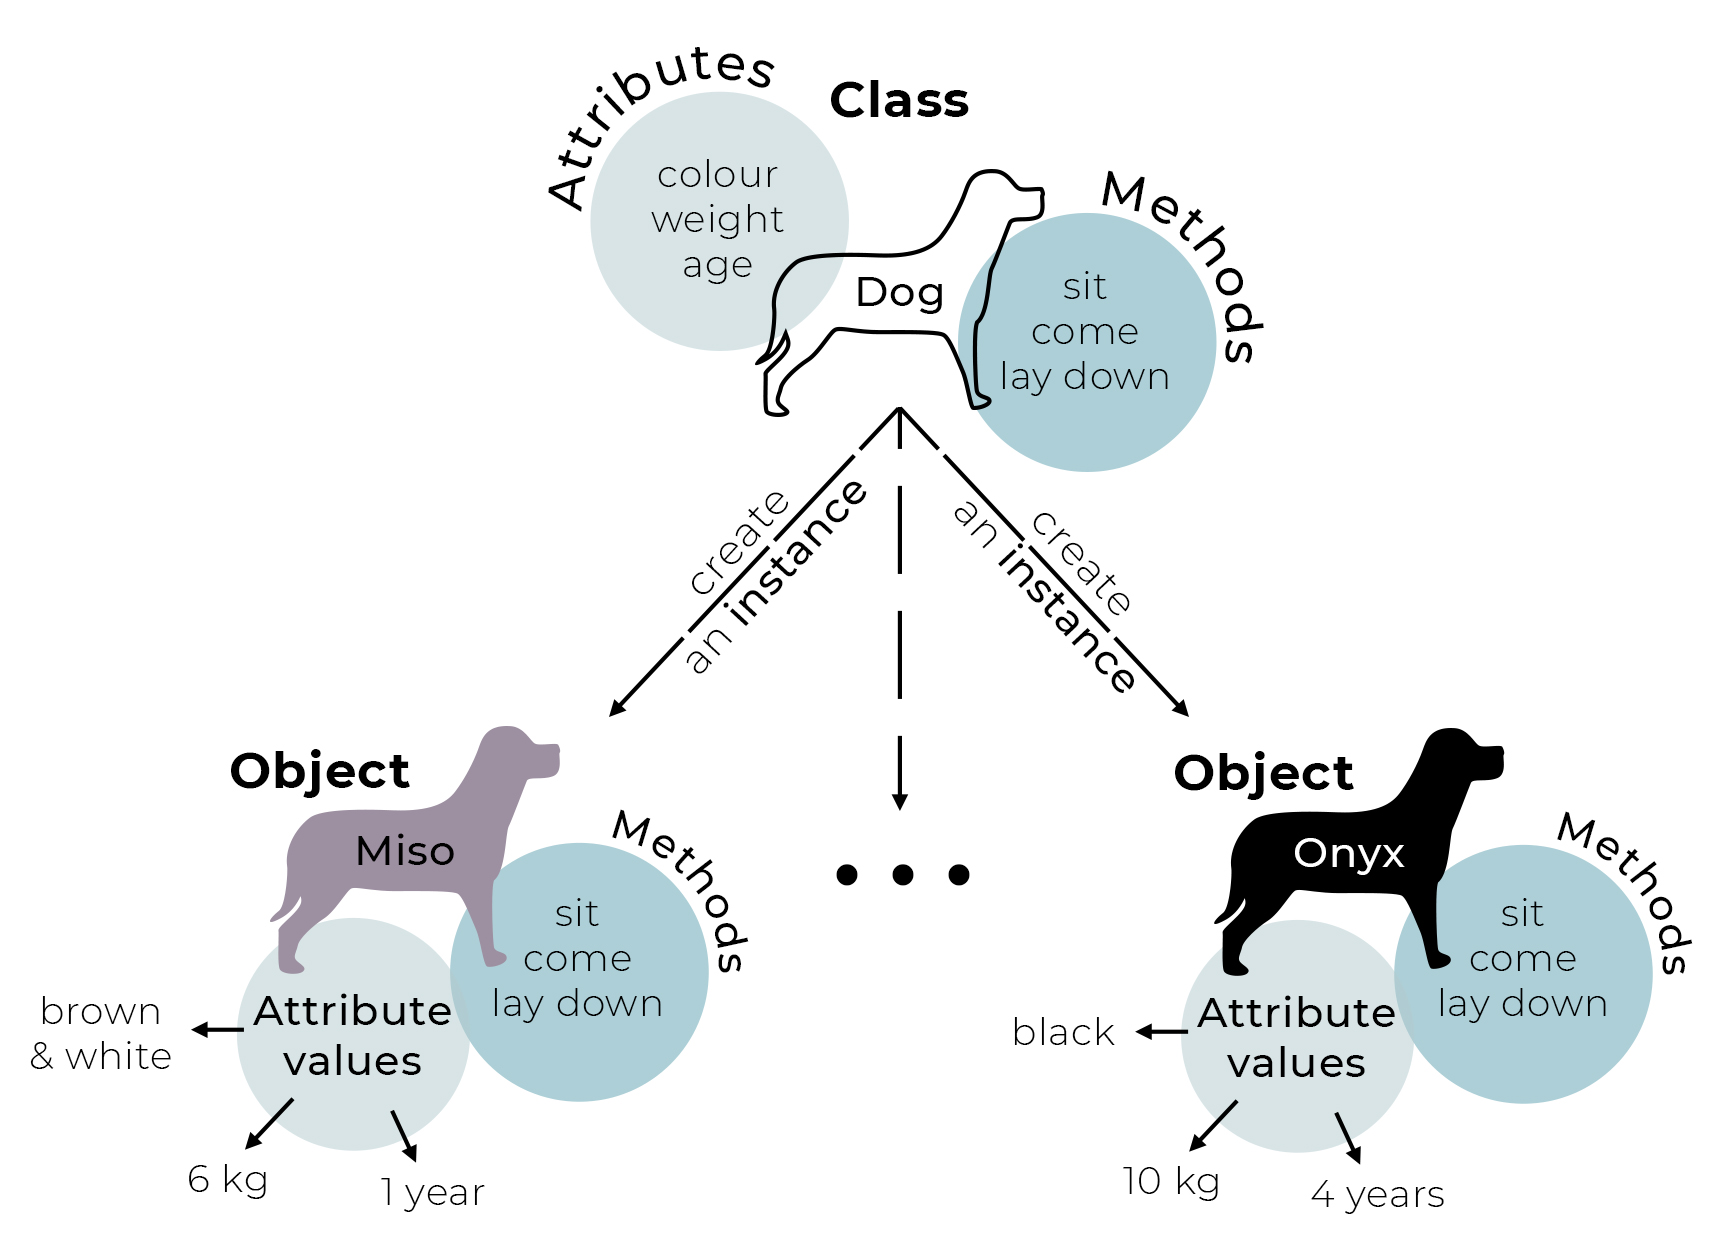 Attributes
Class
colour
weight
age
Methods
Dog
sit
come
lay down
create
an instance
create
an instance
Object
Miso
Methods
sit
come
lay down
Attribute
values
brown
& white
6 kg
1 year
Object
Onyx
Methods
sit
come
lay down
Attribute
values
black
10 kg
4 years